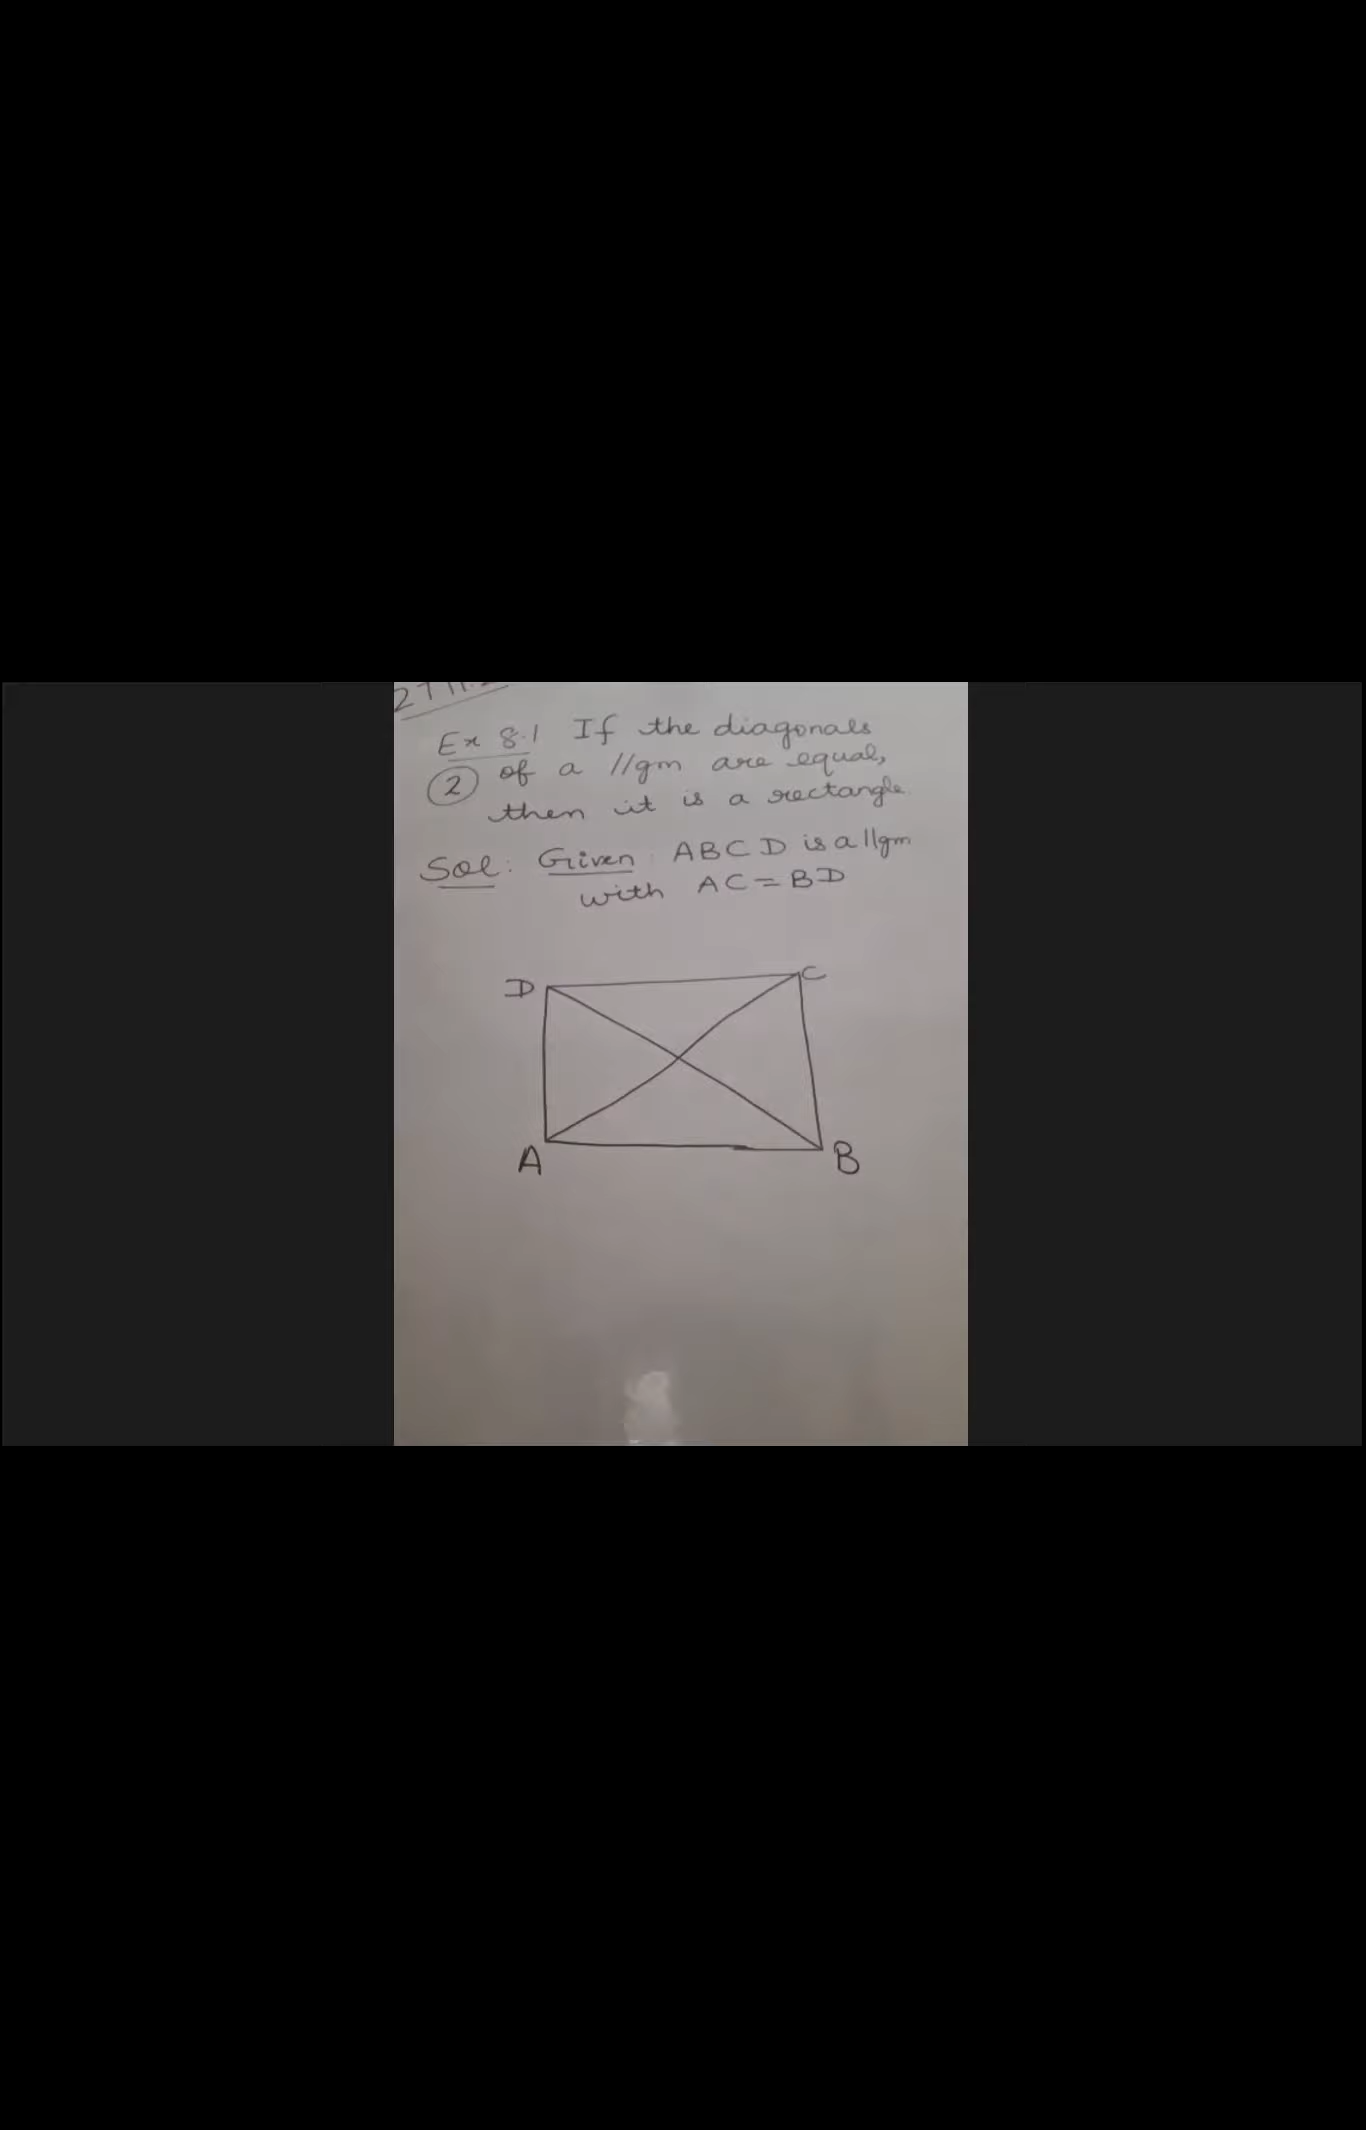 Ex 8.1 If the diagonals
② of a //gm are equal,
then it is a rectangle.
Sol: Given: ABCD is a ||gm
with AC = BD
D C
A B